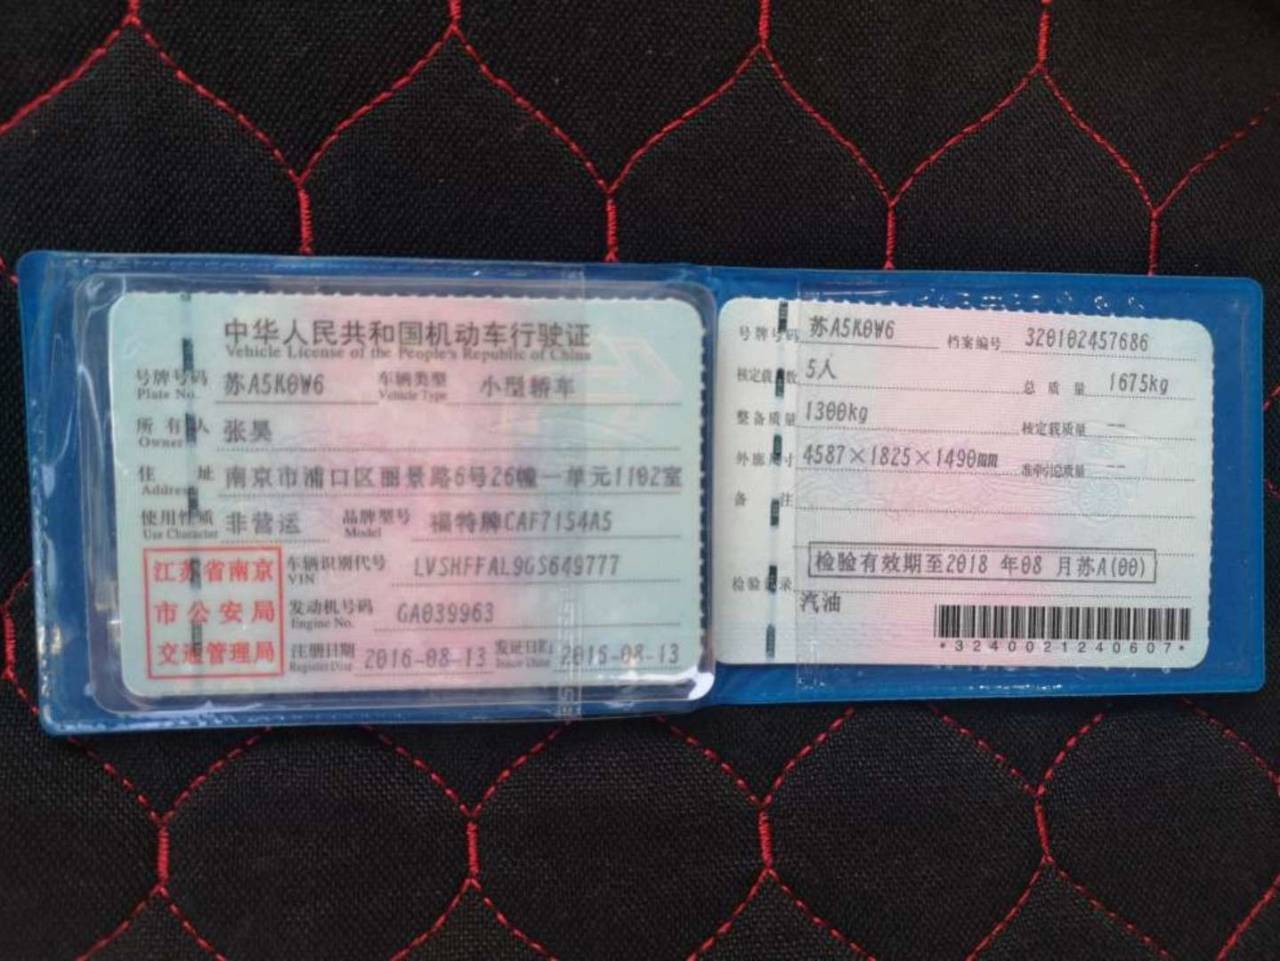 中华人民共和国机动车行驶证
Vehicle License of the People's Republic of China
号牌号码 苏A5K0W6 车辆类型 小型轿车
Plate No. Vehicle Type
所有人 张昊
Owner
住址 南京市浦口区丽景路6号26幢一单元1102室
Address
使用性质 非营运 品牌型号 福特牌CAF7154A5
Use Character Model
江苏省南京
市公安局
交通管理局
车辆识别代号 LVSHFFAL9GS649777
VIN
发动机号码 GA039963
Engine No.
注册日期 2016-08-13 发证日期 2016-08-13
Register Date Issue Date
号牌号码 苏A5K0W6 档案编号 320102457686
核定载人数 5人 总质量 1675kg
整备质量 1300kg 核定载质量 --
外廓尺寸 4587×1825×1490mm 准牵引总质量 --
备注
检验有效期至2018年08月苏A(00)
检验记录
汽油
*3240021240607*